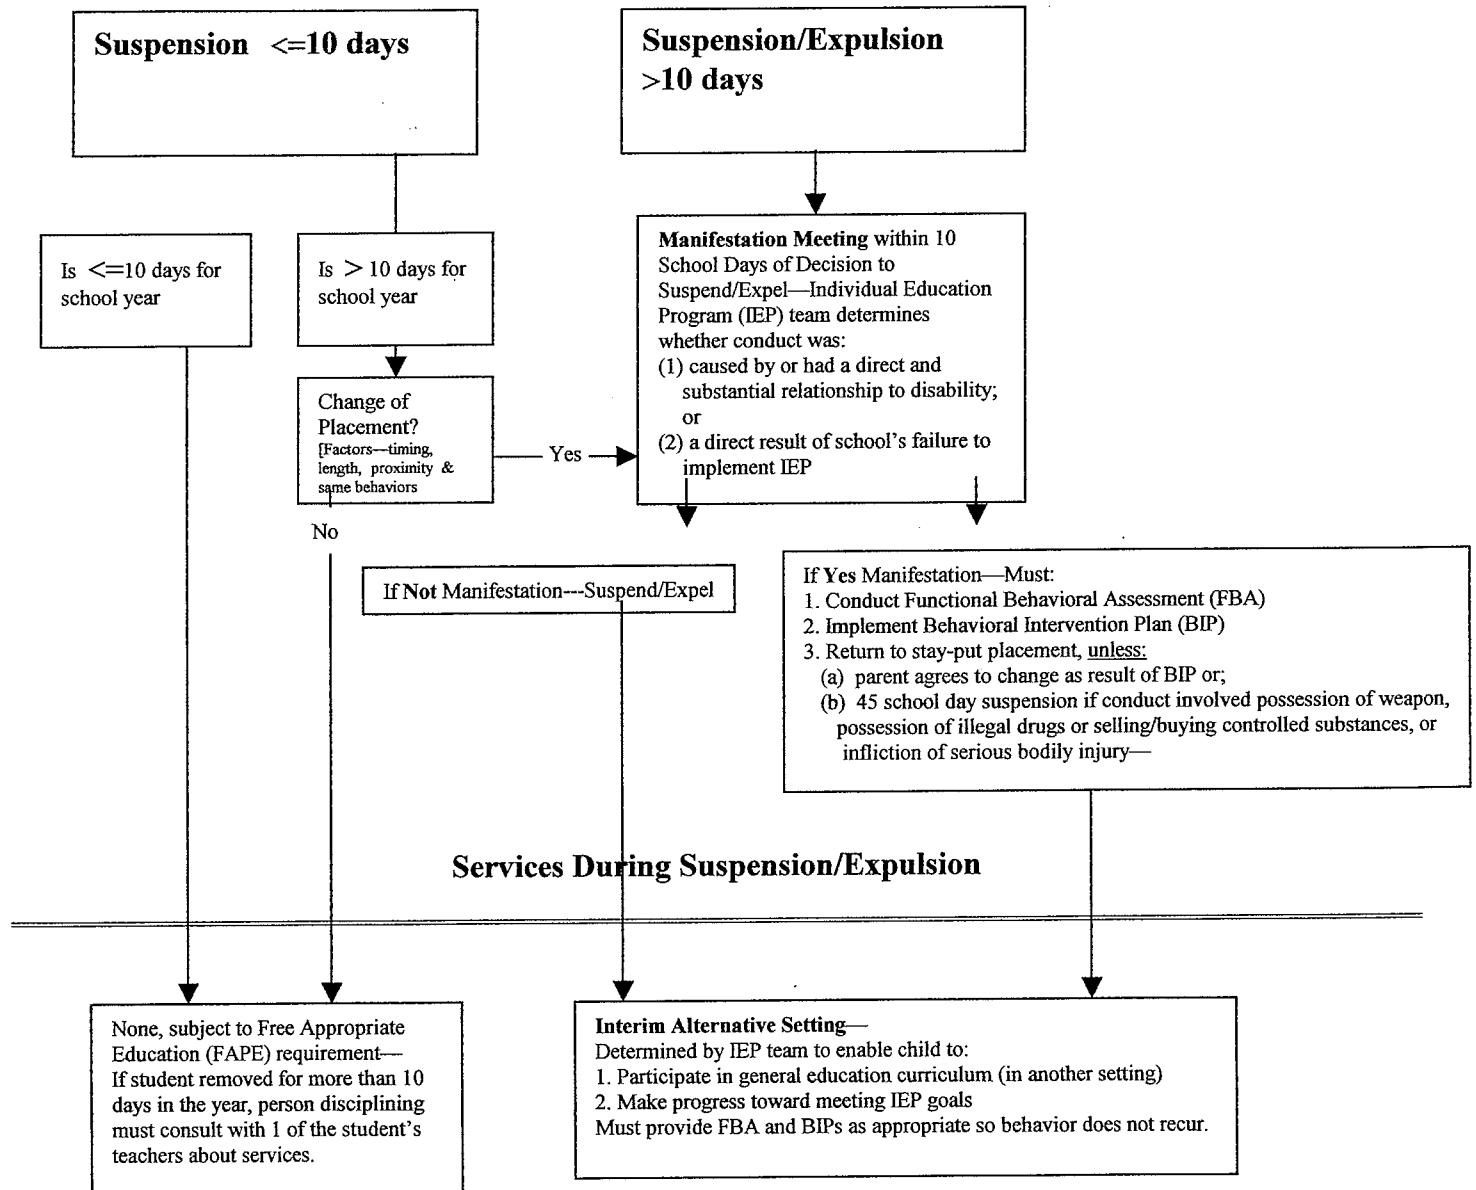 Suspension <=10 days
Suspension/Expulsion
>10 days
Is <=10 days for
school year
Is > 10 days for
school year
Manifestation Meeting within 10
School Days of Decision to
Suspend/Expel—Individual Education
Program (IEP) team determines
whether conduct was:
(1) caused by or had a direct and
substantial relationship to disability;
or
(2) a direct result of school's failure to
implement IEP
Change of
Placement?
[Factors---timing,
length, proximity &
same behaviors
Yes
No
If Not Manifestation---Suspend/Expel
If Yes Manifestation—Must:
1. Conduct Functional Behavioral Assessment (FBA)
2. Implement Behavioral Intervention Plan (BIP)
3. Return to stay-put placement, unless:
(a) parent agrees to change as result of BIP or;
(b) 45 school day suspension if conduct involved possession of weapon,
possession of illegal drugs or selling/buying controlled substances, or
infliction of serious bodily injury—
Services During Suspension/Expulsion
None, subject to Free Appropriate
Education (FAPE) requirement—
If student removed for more than 10
days in the year, person disciplining
must consult with 1 of the student's
teachers about services.
Interim Alternative Setting—
Determined by IEP team to enable child to:
1. Participate in general education curriculum (in another setting)
2. Make progress toward meeting IEP goals
Must provide FBA and BIPs as appropriate so behavior does not recur.